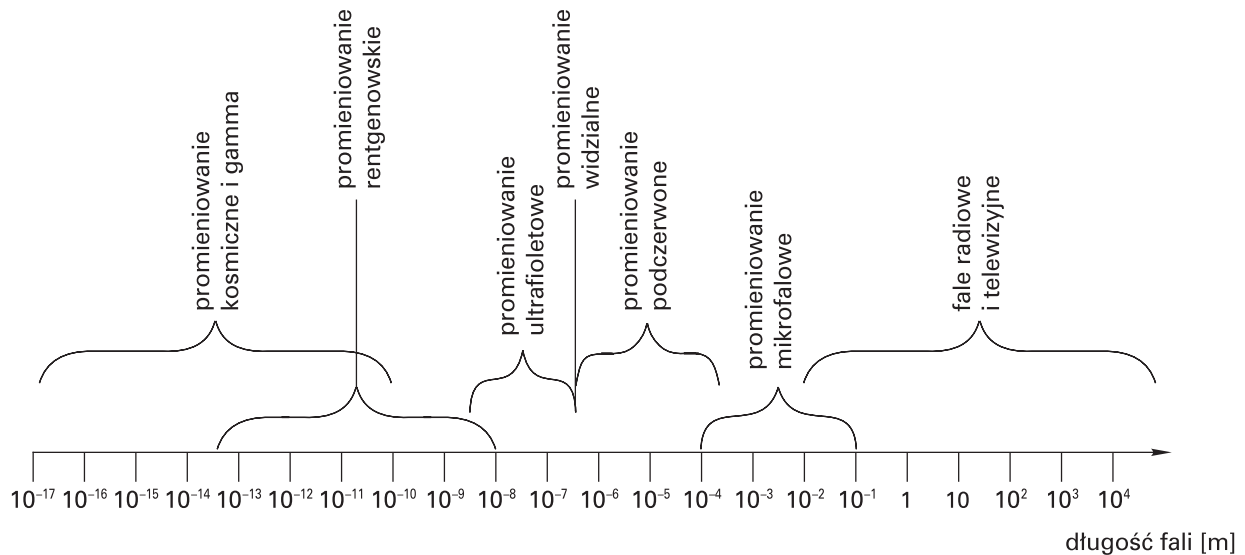 promieniowanie
kosmiczne i gamma
promieniowanie
rentgenowskie
promieniowanie
ultrafioletowe
promieniowanie
widzialne
promieniowanie
podczerwone
promieniowanie
mikrofalowe
fale radiowe
i telewizyjne
10⁻¹⁷ 10⁻¹⁶ 10⁻¹⁵ 10⁻¹⁴ 10⁻¹³ 10⁻¹² 10⁻¹¹ 10⁻¹⁰ 10⁻⁹ 10⁻⁸ 10⁻⁷ 10⁻⁶ 10⁻⁵ 10⁻⁴ 10⁻³ 10⁻² 10⁻¹ 1 10 10² 10³ 10⁴
długość fali [m]